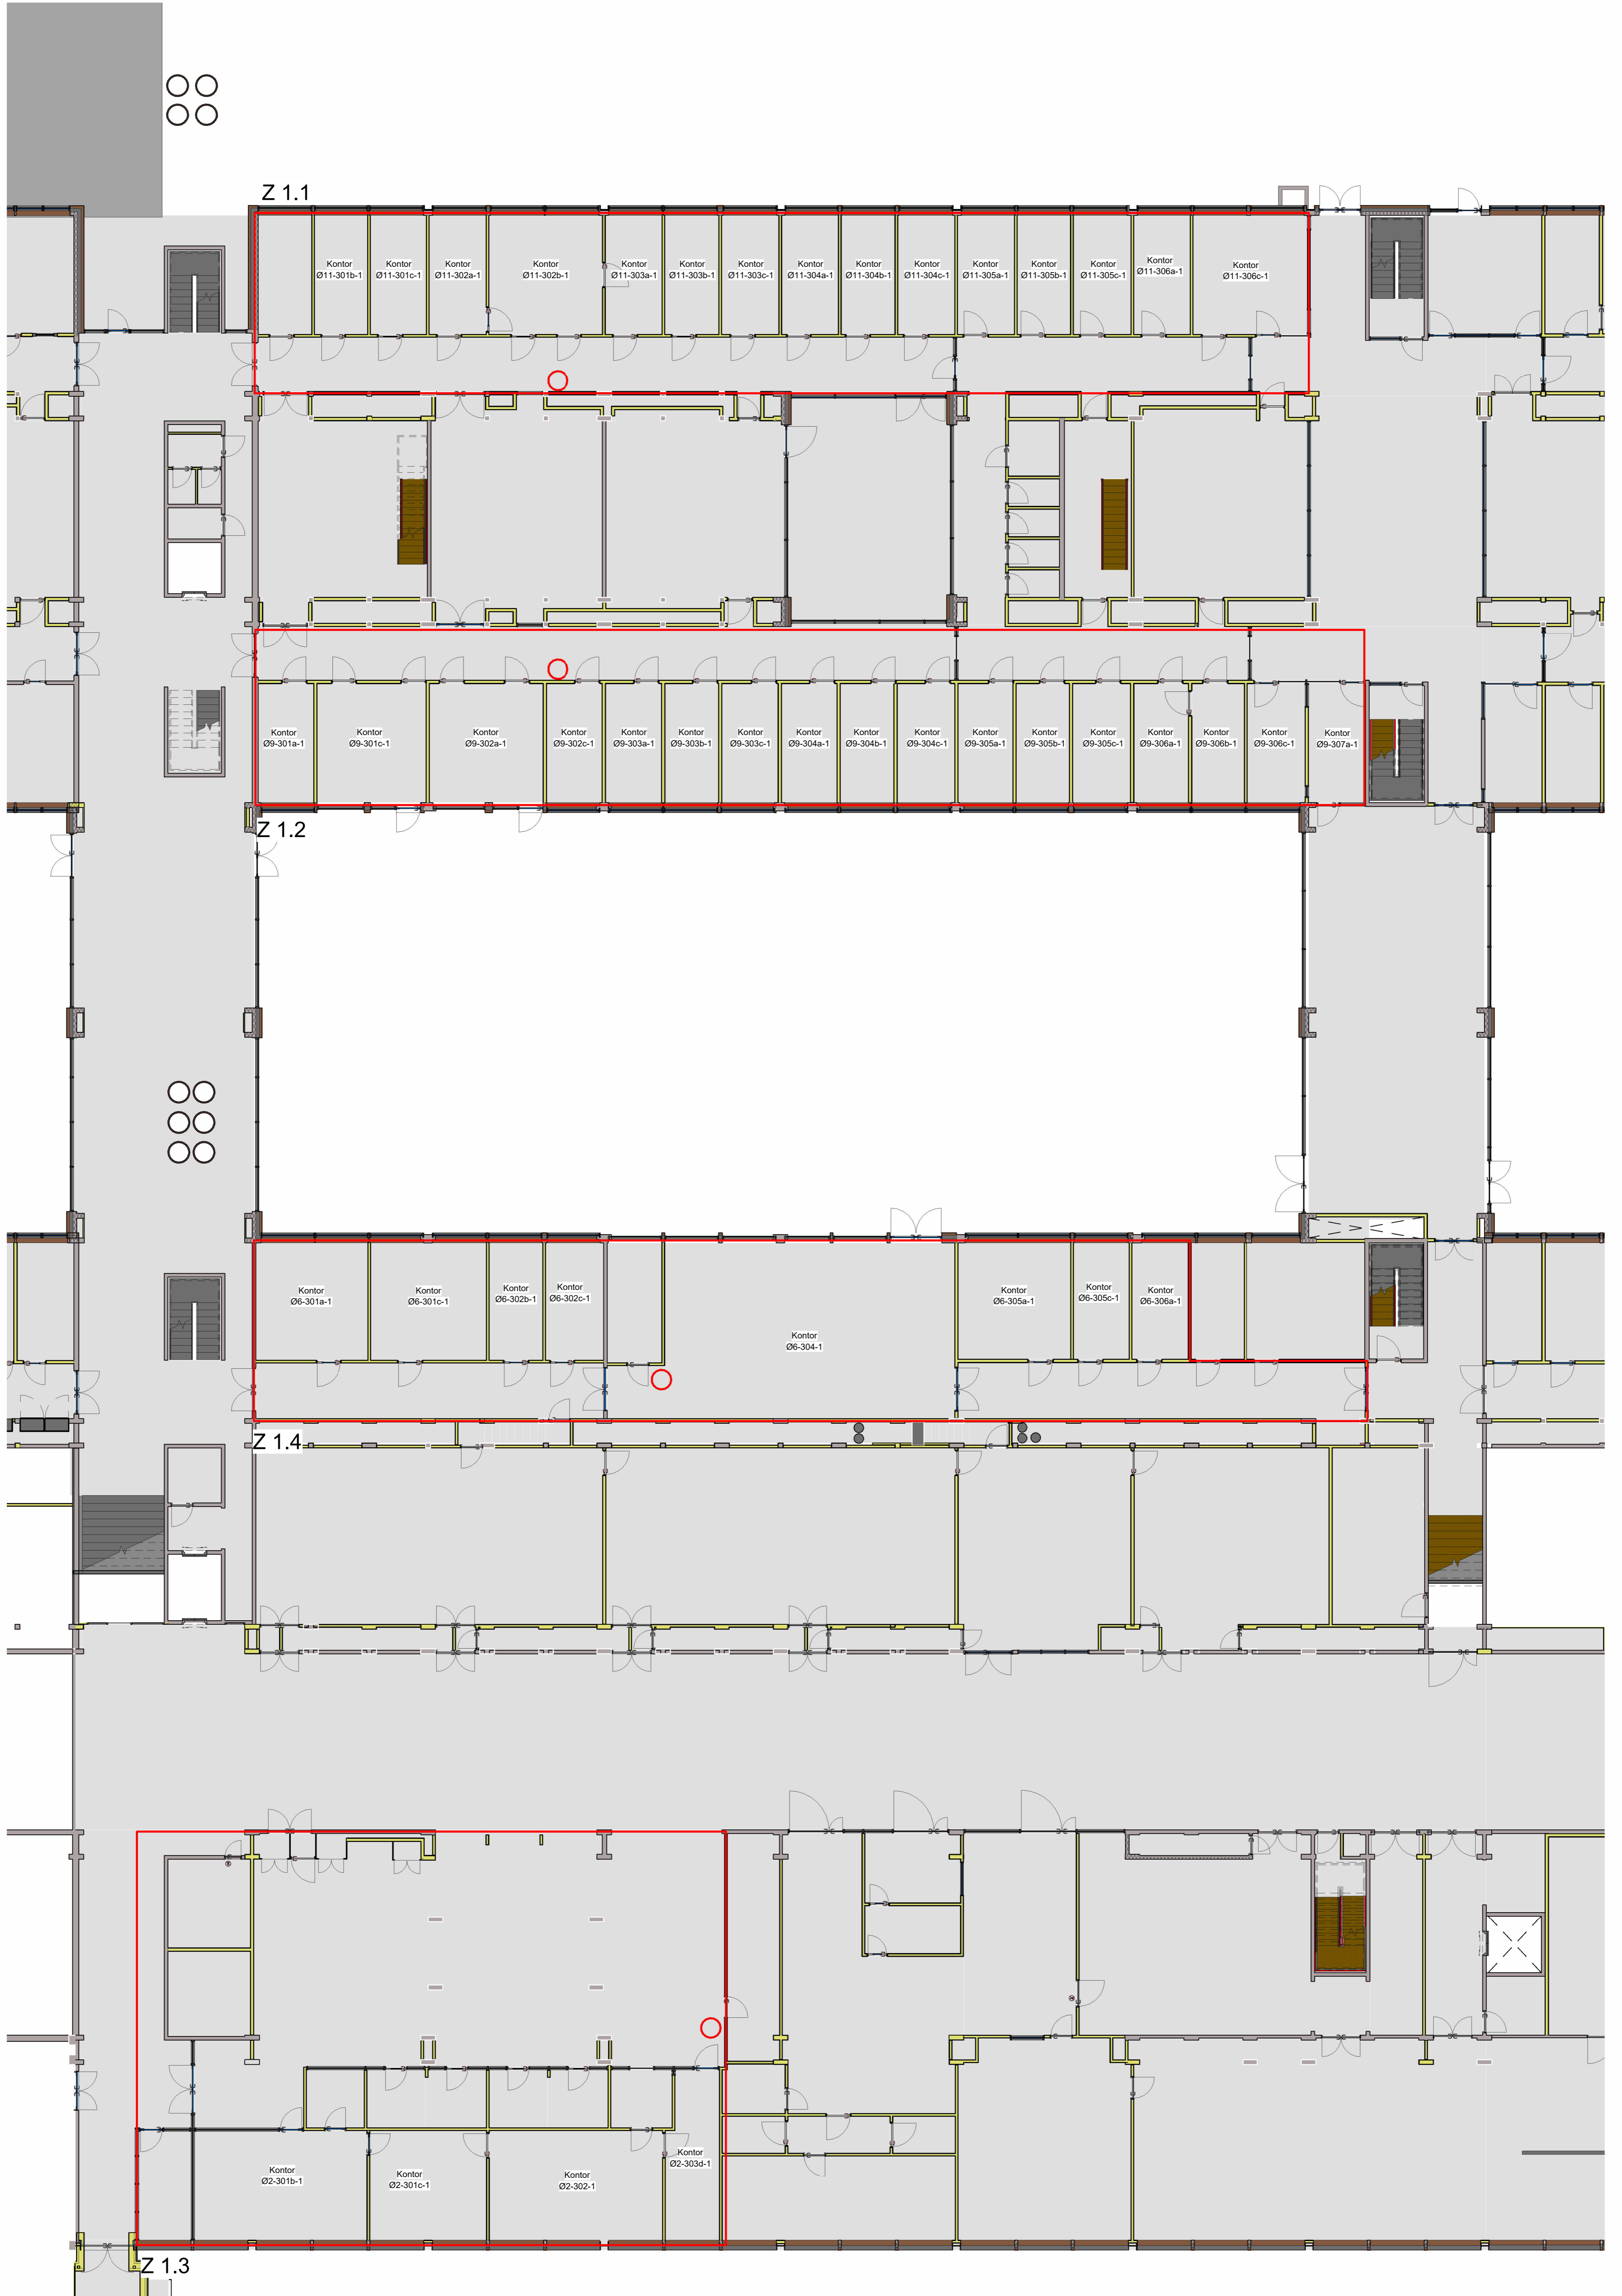 Z 1.1
Kontor
Ø11-301b-1
Kontor
Ø11-301c-1
Kontor
Ø11-302a-1
Kontor
Ø11-302b-1
Kontor
Ø11-303a-1
Kontor
Ø11-303b-1
Kontor
Ø11-303c-1
Kontor
Ø11-304a-1
Kontor
Ø11-304b-1
Kontor
Ø11-304c-1
Kontor
Ø11-305a-1
Kontor
Ø11-305b-1
Kontor
Ø11-305c-1
Kontor
Ø11-306a-1
Kontor
Ø11-306c-1
Kontor
Ø9-301a-1
Kontor
Ø9-301c-1
Kontor
Ø9-302a-1
Kontor
Ø9-302c-1
Kontor
Ø9-303a-1
Kontor
Ø9-303b-1
Kontor
Ø9-303c-1
Kontor
Ø9-304a-1
Kontor
Ø9-304b-1
Kontor
Ø9-304c-1
Kontor
Ø9-305a-1
Kontor
Ø9-305b-1
Kontor
Ø9-305c-1
Kontor
Ø9-306a-1
Kontor
Ø9-306b-1
Kontor
Ø9-306c-1
Kontor
Ø9-307a-1
Z 1.2
Kontor
Ø6-301a-1
Kontor
Ø6-301c-1
Kontor
Ø6-302b-1
Kontor
Ø6-302c-1
Kontor
Ø6-304-1
Kontor
Ø6-305a-1
Kontor
Ø6-305c-1
Kontor
Ø6-306a-1
Z 1.4
Kontor
Ø2-301b-1
Kontor
Ø2-301c-1
Kontor
Ø2-302-1
Kontor
Ø2-303d-1
Z 1.3